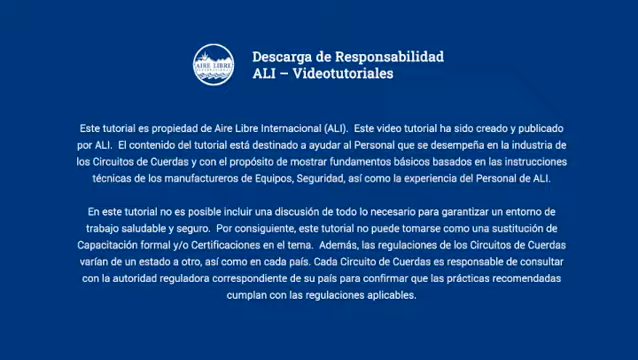 AIRE LIBRE
Descarga de Responsabilidad
ALI – Videotutoriales
Este tutorial es propiedad de Aire Libre Internacional (ALI). Este video tutorial ha sido creado y publicado
por ALI. El contenido del tutorial está destinado a ayudar al Personal que se desempeña en la industria de
los Circuitos de Cuerdas y con el propósito de mostrar fundamentos básicos basados en las instrucciones
técnicas de los manufactureros de Equipos, Seguridad, así como la experiencia del Personal de ALI.
En este tutorial no es posible incluir una discusión de todo lo necesario para garantizar un entorno de
trabajo saludable y seguro. Por consiguiente, este tutorial no puede tomarse como una sustitución de
Capacitación formal y/o Certificaciones en el tema. Además, las regulaciones de los Circuitos de Cuerdas
varían de un estado a otro, así como en cada país. Cada Circuito de Cuerdas es responsable de consultar
con la autoridad reguladora correspondiente de su país para confirmar que las prácticas recomendadas
cumplan con las regulaciones aplicables.